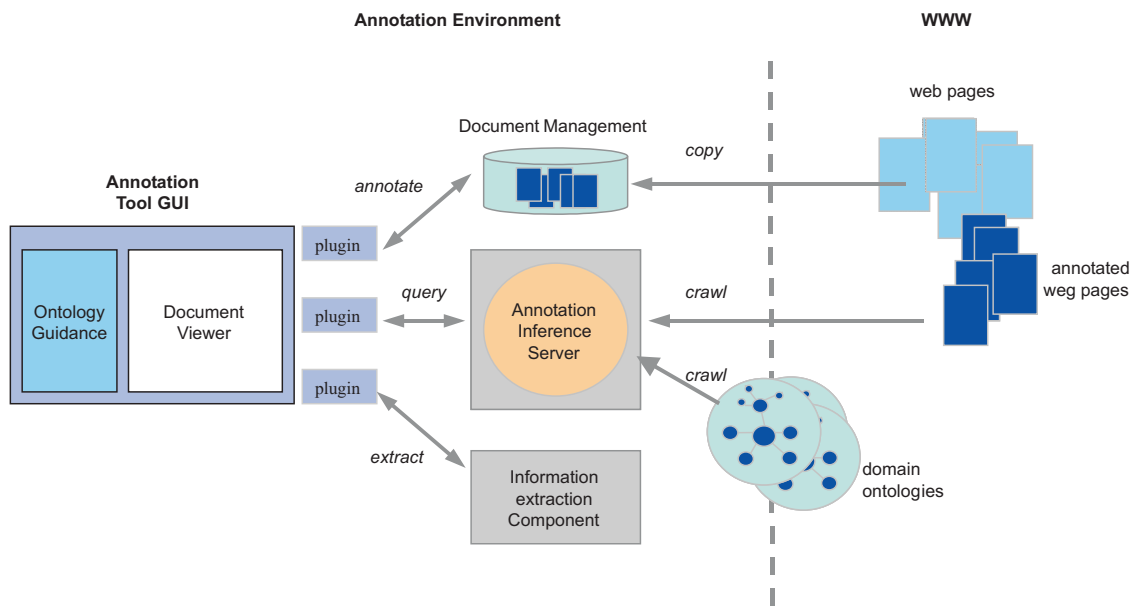 Annotation Environment
WWW
web pages
Document Management
copy
annotate
Annotation
Tool GUI
plugin
Ontology
Guidance
Document
Viewer
plugin
query
Annotation
Inference
Server
crawl
annotated
weg pages
plugin
crawl
extract
Information
extraction
Component
domain
ontologies